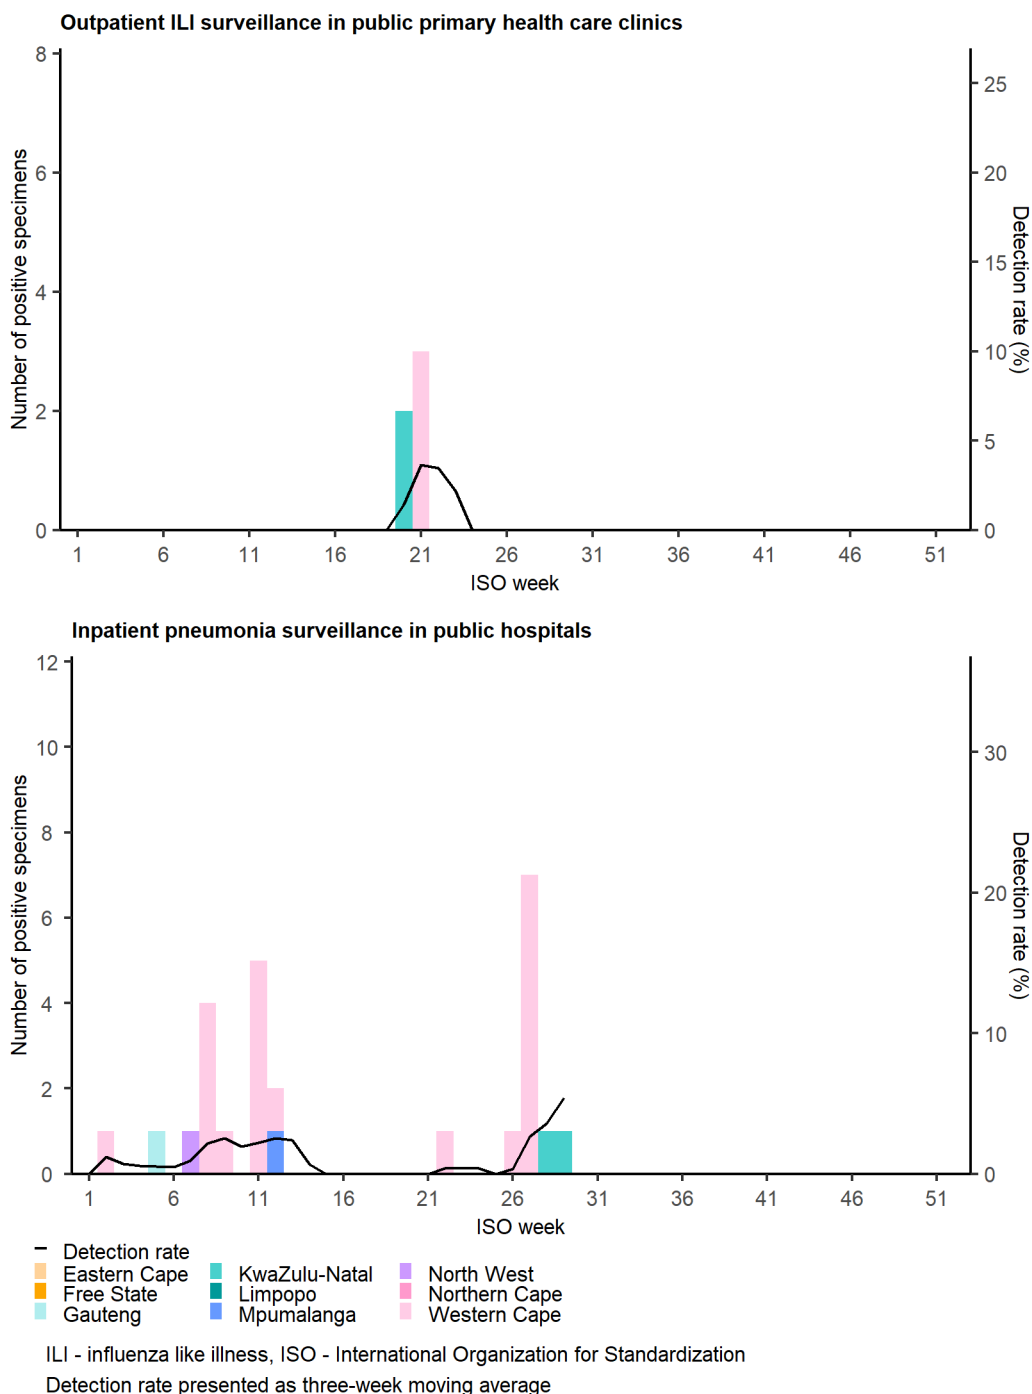 Outpatient ILI surveillance in public primary health care clinics
8
6
4
2
0
Number of positive specimens
25
20
15
10
5
0
Detection rate (%)
1 6 11 16 21 26 31 36 41 46 51
ISO week
Inpatient pneumonia surveillance in public hospitals
12
10
8
6
4
2
0
Number of positive specimens
30
20
10
0
Detection rate (%)
1 6 11 16 21 26 31 36 41 46 51
ISO week
Detection rate
Eastern Cape KwaZulu-Natal North West
Free State Limpopo Northern Cape
Gauteng Mpumalanga Western Cape
ILI - influenza like illness, ISO - International Organization for Standardization
Detection rate presented as three-week moving average